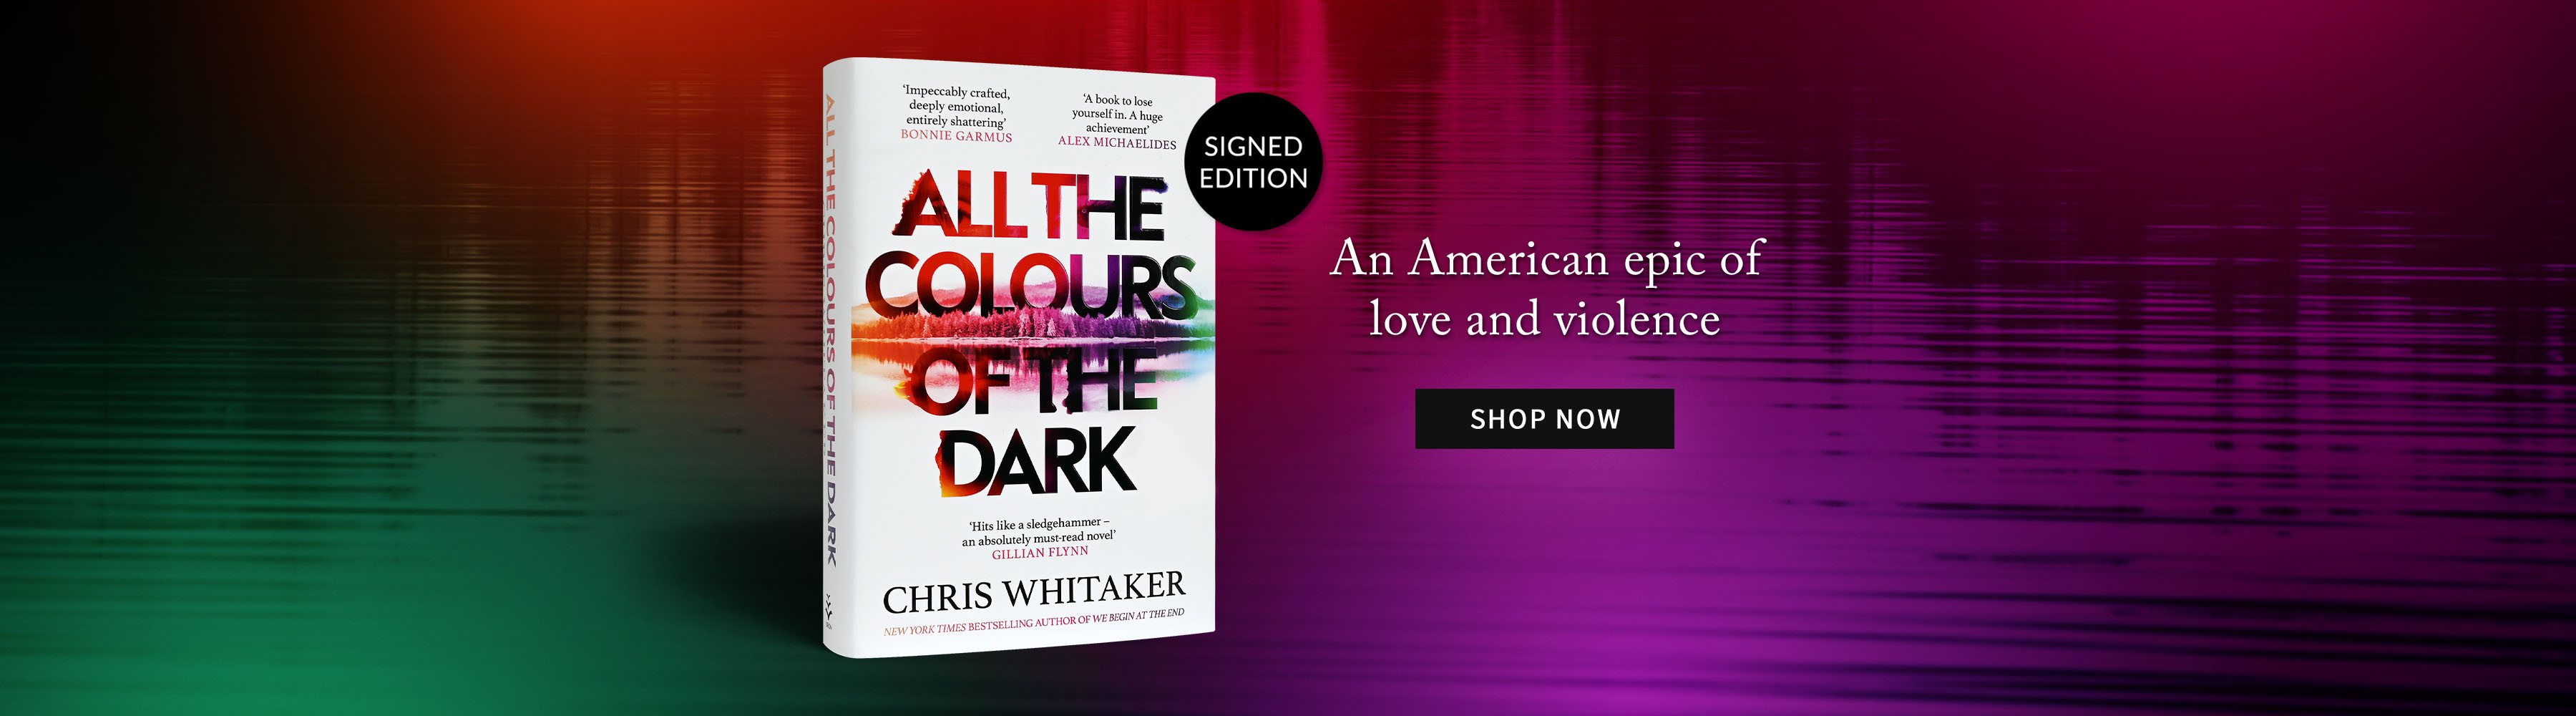 ‘Impeccably crafted,
deeply emotional,
entirely shattering’
BONNIE GARMUS
‘A book to lose
yourself in. A huge
achievement’
ALEX MICHAELIDES
ALL THE
COLOURS
OF THE
DARK
‘Hits like a sledgehammer –
an absolutely must-read novel’
GILLIAN FLYNN
CHRIS WHITAKER
NEW YORK TIMES BESTSELLING AUTHOR OF WE BEGIN AT THE END
ALL THE COLOURS OF THE DARK
SIGNED
EDITION
An American epic of
love and violence
SHOP NOW